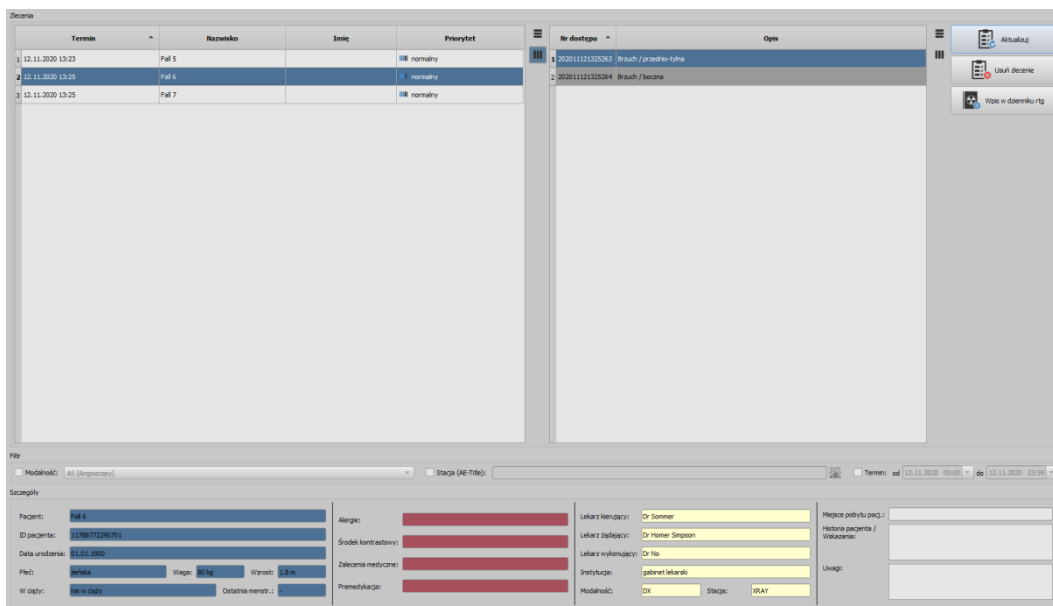 Zlecenia
Termin Nazwisko Imię Priorytet
1 12.11.2020 13:23 Fall 5 normalny
2 12.11.2020 13:25 Fall 6 normalny
3 12.11.2020 13:25 Fall 7 normalny
Nr dostępu Opis
1 202011121325263 Brzuch / przednio-tylna
2 202011121325264 Brzuch / boczna
Aktualizuj
Usuń zlecenie
Wpis w dzienniku rtg
Filtr
Modalność: AS (Angioscopy) Stacja (AE-Title): Termin: od 12.11.2020 00:00 do 12.11.2020 23:59
Szczegóły
Pacjent: Fall 6
ID pacjenta: 11788772290701
Data urodzenia: 01.01.1900
Płeć: żeńska Waga: 80 kg Wzrost: 1.8 m
W ciąży: nie w ciąży Ostatnia menstr.: -
Alergie:
Środek kontrastowy:
Zalecenia medyczne:
Premedykacja:
Lekarz kierujący: Dr Sommer
Lekarz żądający: Dr Homer Simpson
Lekarz wykonujący: Dr No
Instytucja: gabinet lekarski
Modalność: DX Stacja: XRAY
Miejsce pobytu pacj.:
Historia pacjenta /
Wskazania:
Uwagi: